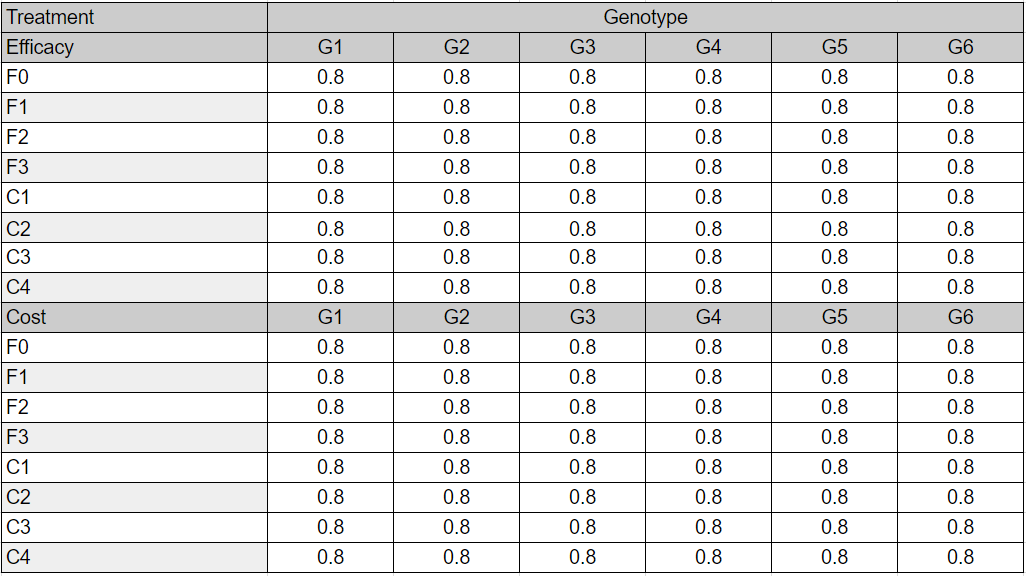 Treatment Genotype
Efficacy G1 G2 G3 G4 G5 G6
F0 0.8 0.8 0.8 0.8 0.8 0.8
F1 0.8 0.8 0.8 0.8 0.8 0.8
F2 0.8 0.8 0.8 0.8 0.8 0.8
F3 0.8 0.8 0.8 0.8 0.8 0.8
C1 0.8 0.8 0.8 0.8 0.8 0.8
C2 0.8 0.8 0.8 0.8 0.8 0.8
C3 0.8 0.8 0.8 0.8 0.8 0.8
C4 0.8 0.8 0.8 0.8 0.8 0.8
Cost G1 G2 G3 G4 G5 G6
F0 0.8 0.8 0.8 0.8 0.8 0.8
F1 0.8 0.8 0.8 0.8 0.8 0.8
F2 0.8 0.8 0.8 0.8 0.8 0.8
F3 0.8 0.8 0.8 0.8 0.8 0.8
C1 0.8 0.8 0.8 0.8 0.8 0.8
C2 0.8 0.8 0.8 0.8 0.8 0.8
C3 0.8 0.8 0.8 0.8 0.8 0.8
C4 0.8 0.8 0.8 0.8 0.8 0.8